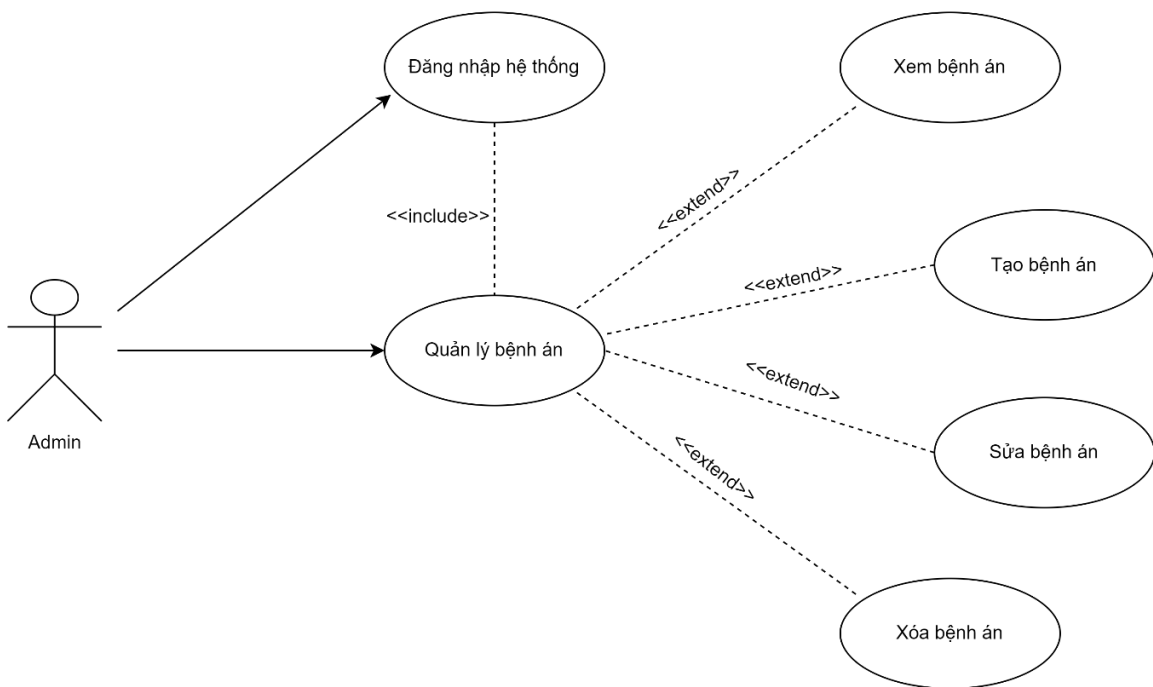 Đăng nhập hệ thống
Xem bệnh án
<<include>>
<<extend>>
<<extend>>
Tạo bệnh án
Quản lý bệnh án
<<extend>>
Admin
Sửa bệnh án
<<extend>>
Xóa bệnh án